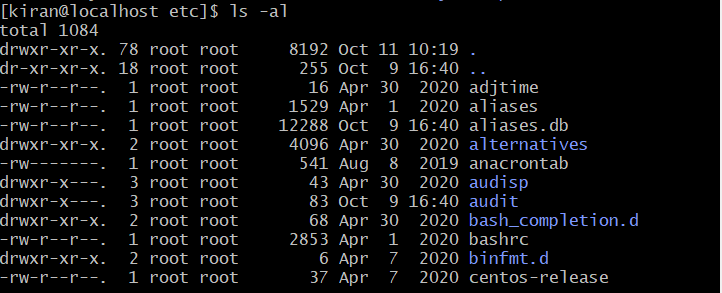 [kiran@localhost etc]$ ls -al
total 1084
drwxr-xr-x. 78 root root 8192 Oct 11 10:19 .
dr-xr-xr-x. 18 root root 255 Oct 9 16:40 ..
-rw-r--r--. 1 root root 16 Apr 30 2020 adjtime
-rw-r--r--. 1 root root 1529 Apr 1 2020 aliases
-rw-r--r--. 1 root root 12288 Oct 9 16:40 aliases.db
drwxr-xr-x. 2 root root 4096 Apr 30 2020 alternatives
-rw-------. 1 root root 541 Aug 8 2019 anacrontab
drwxr-x---. 3 root root 43 Apr 30 2020 audisp
drwxr-x---. 3 root root 83 Oct 9 16:40 audit
drwxr-xr-x. 2 root root 68 Apr 30 2020 bash_completion.d
-rw-r--r--. 1 root root 2853 Apr 1 2020 bashrc
drwxr-xr-x. 2 root root 6 Apr 7 2020 binfmt.d
-rw-r--r--. 1 root root 37 Apr 7 2020 centos-release